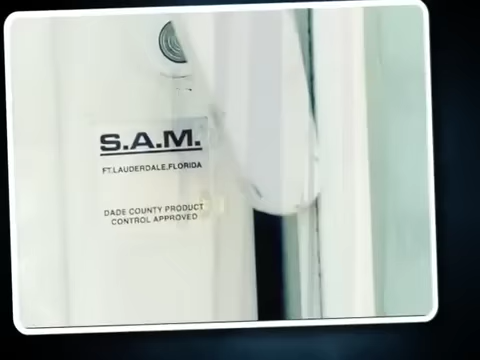 S.A.M.
FT.LAUDERDALE,FLORIDA
DADE COUNTY PRODUCT
CONTROL APPROVED